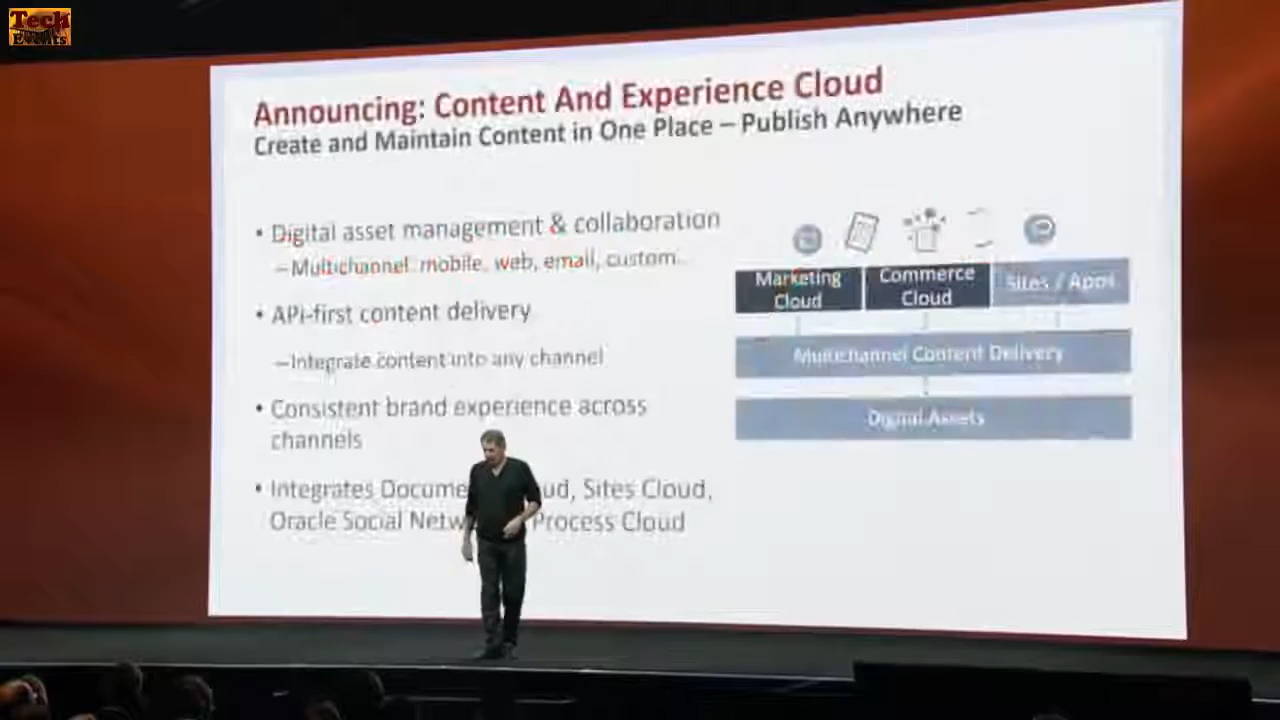 Tech
Events
Announcing: Content And Experience Cloud
Create and Maintain Content in One Place – Publish Anywhere
• Digital asset management & collaboration
–Multichannel: mobile, web, email, custom…
• API-first content delivery
–Integrate content into any channel
• Consistent brand experience across
channels
• Integrates Docume ud, Sites Cloud,
Oracle Social Netw Process Cloud
Marketing
Cloud
Commerce
Cloud
Sites / Apps
Multichannel Content Delivery
Digital Assets